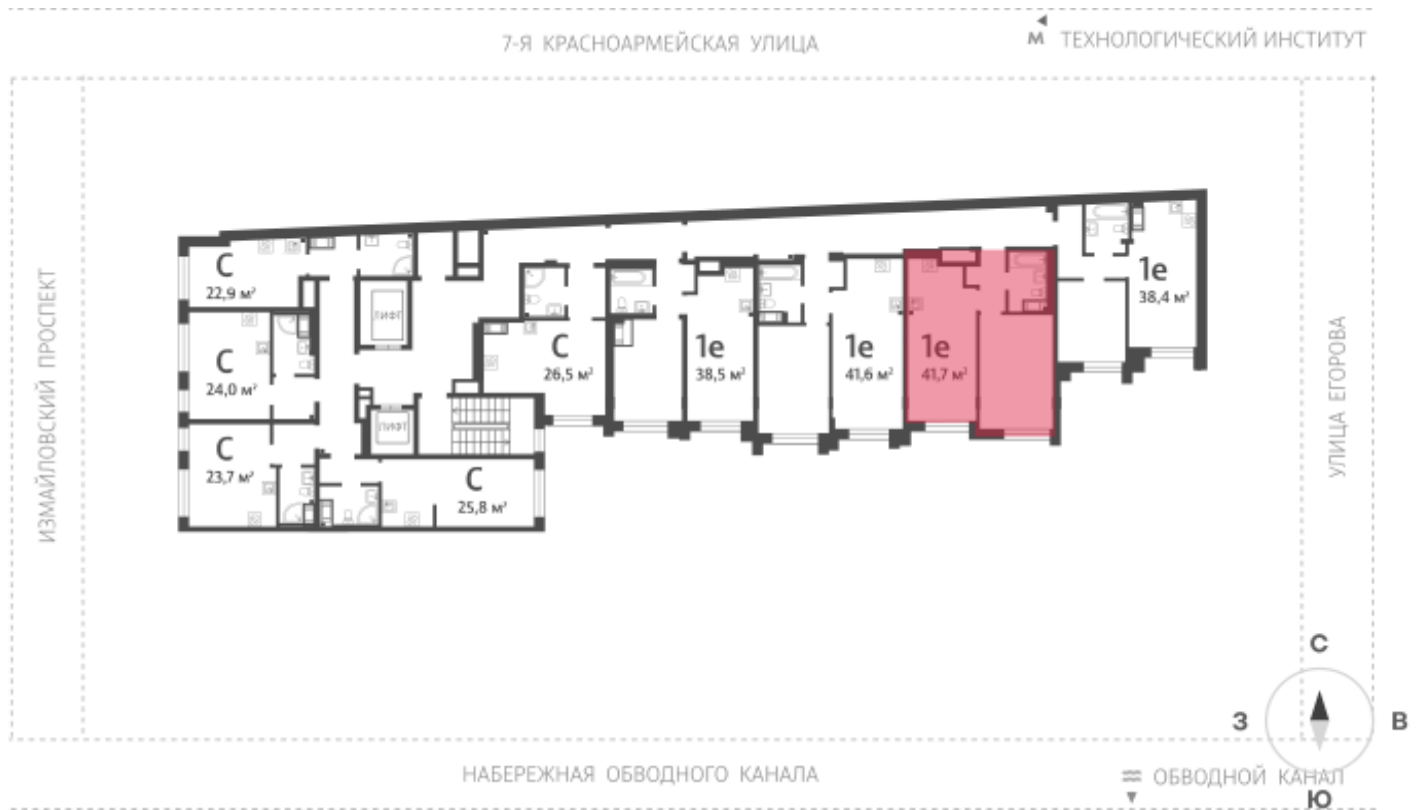 7-Я КРАСНОАРМЕЙСКАЯ УЛИЦА
М ТЕХНОЛОГИЧЕСКИЙ ИНСТИТУТ
ИЗМАЙЛОВСКИЙ ПРОСПЕКТ
С
22,9 м²
ЛИФТ
С
24,0 м²
С
26,5 м²
1е
38,5 м²
1е
41,6 м²
1е
41,7 м²
1е
38,4 м²
ЛИФТ
С
23,7 м²
С
25,8 м²
УЛИЦА ЕГОРОВА
С
З
В
Ю
НАБЕРЕЖНАЯ ОБВОДНОГО КАНАЛА
ОБВОДНОЙ КАНАЛ